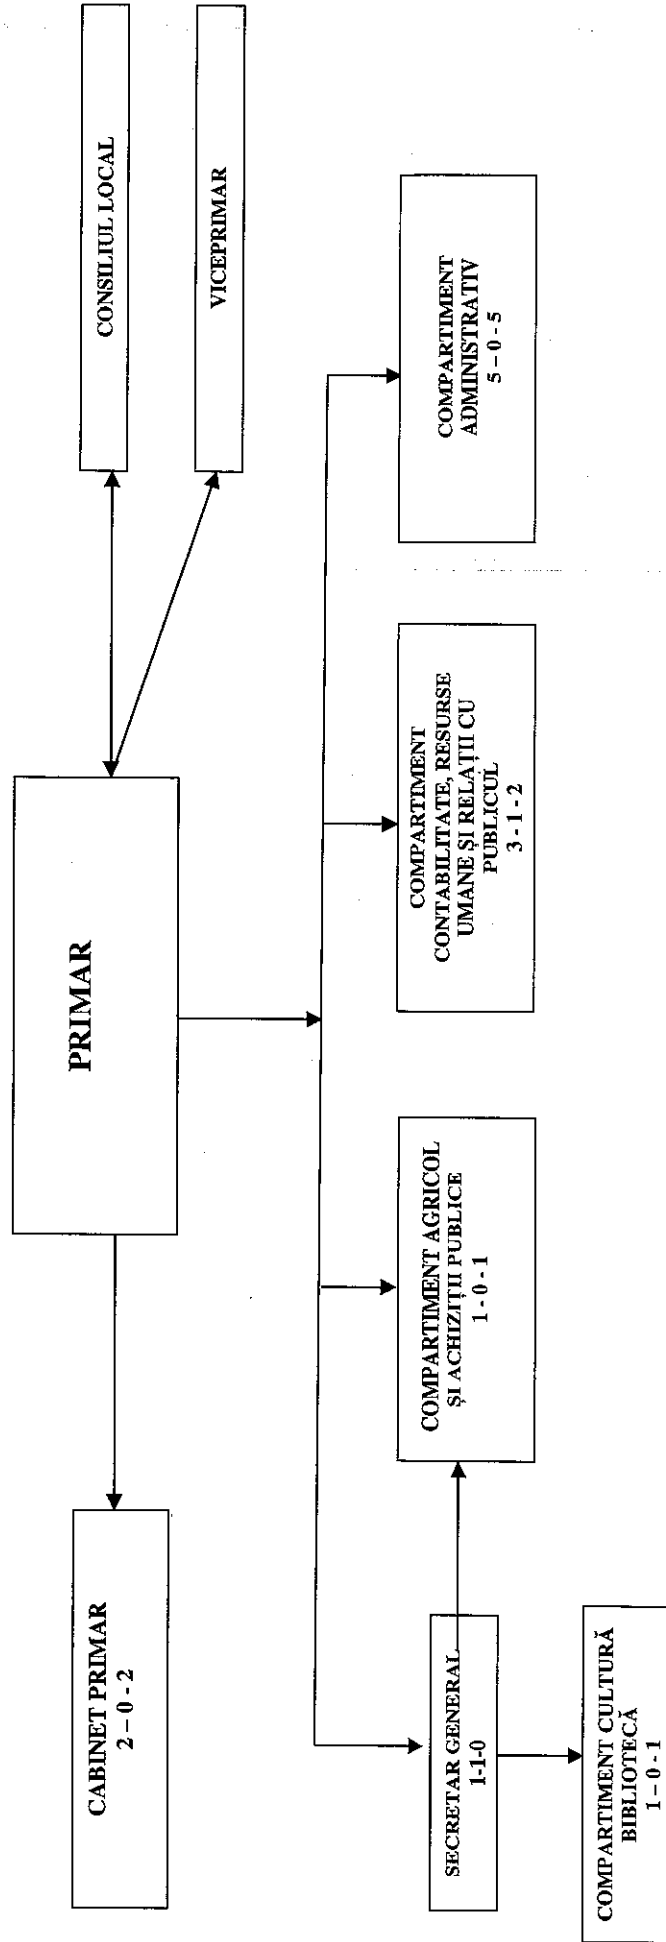 CONSILIUL LOCAL
VICEPRIMAR
PRIMAR
CABINET PRIMAR
2 – 0 - 2
COMPARTIMENT
ADMINISTRATIV
5 – 0 - 5
COMPARTIMENT
CONTABILITATE, RESURSE
UMANE ȘI RELAȚII CU
PUBLICUL
3 - 1 - 2
COMPARTIMENT AGRICOL
ȘI ACHIZIȚII PUBLICE
1 - 0 - 1
SECRETAR GENERAL
1-1-0
COMPARTIMENT CULTURĂ
BIBLIOTECĂ
1 – 0 - 1